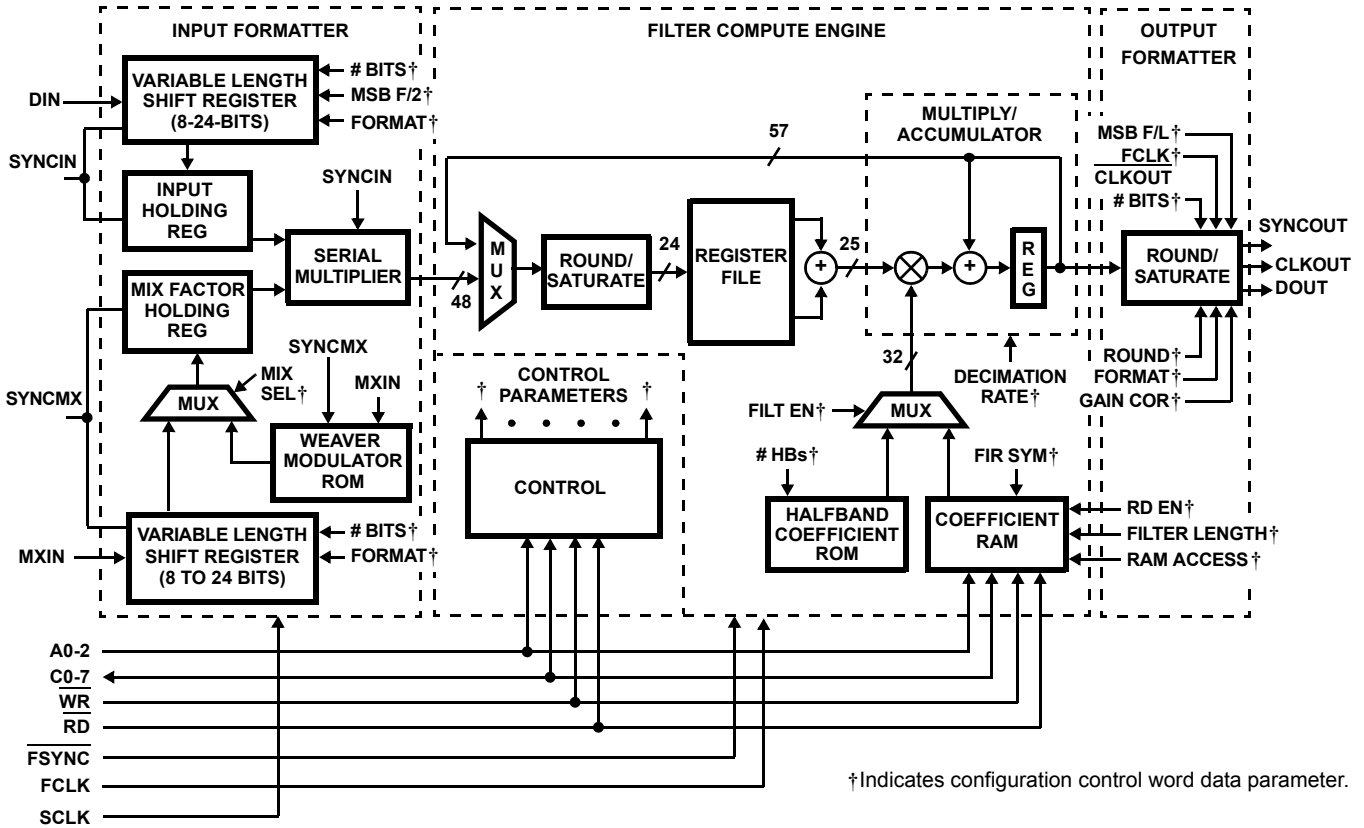 INPUT FORMATTER
VARIABLE LENGTH
SHIFT REGISTER
(8-24-BITS)
# BITS†
MSB F/2†
FORMAT†
DIN
SYNCIN
INPUT
HOLDING
REG
SYNCIN
SERIAL
MULTIPLIER
MIX FACTOR
HOLDING
REG
SYNCMX
MUX
MIX
SEL†
SYNCMX
MXIN
WEAVER
MODULATOR
ROM
VARIABLE LENGTH
SHIFT REGISTER
(8 TO 24 BITS)
# BITS†
FORMAT†
MXIN
FILTER COMPUTE ENGINE
57
48
MUX
ROUND/
SATURATE
24
REGISTER
FILE
+
25
MULTIPLY/
ACCUMULATOR
+
REG
32
DECIMATION
RATE†
FILT EN†
MUX
# HBs†
HALFBAND
COEFFICIENT
ROM
FIR SYM†
COEFFICIENT
RAM
RD EN†
FILTER LENGTH†
RAM ACCESS†
† CONTROL †
PARAMETERS
CONTROL
OUTPUT
FORMATTER
MSB F/L†
FCLK†
CLKOUT
# BITS†
ROUND/
SATURATE
SYNCOUT
CLKOUT
DOUT
ROUND†
FORMAT†
GAIN COR†
A0-2
C0-7
WR
RD
FSYNC
FCLK
SCLK
†Indicates configuration control word data parameter.